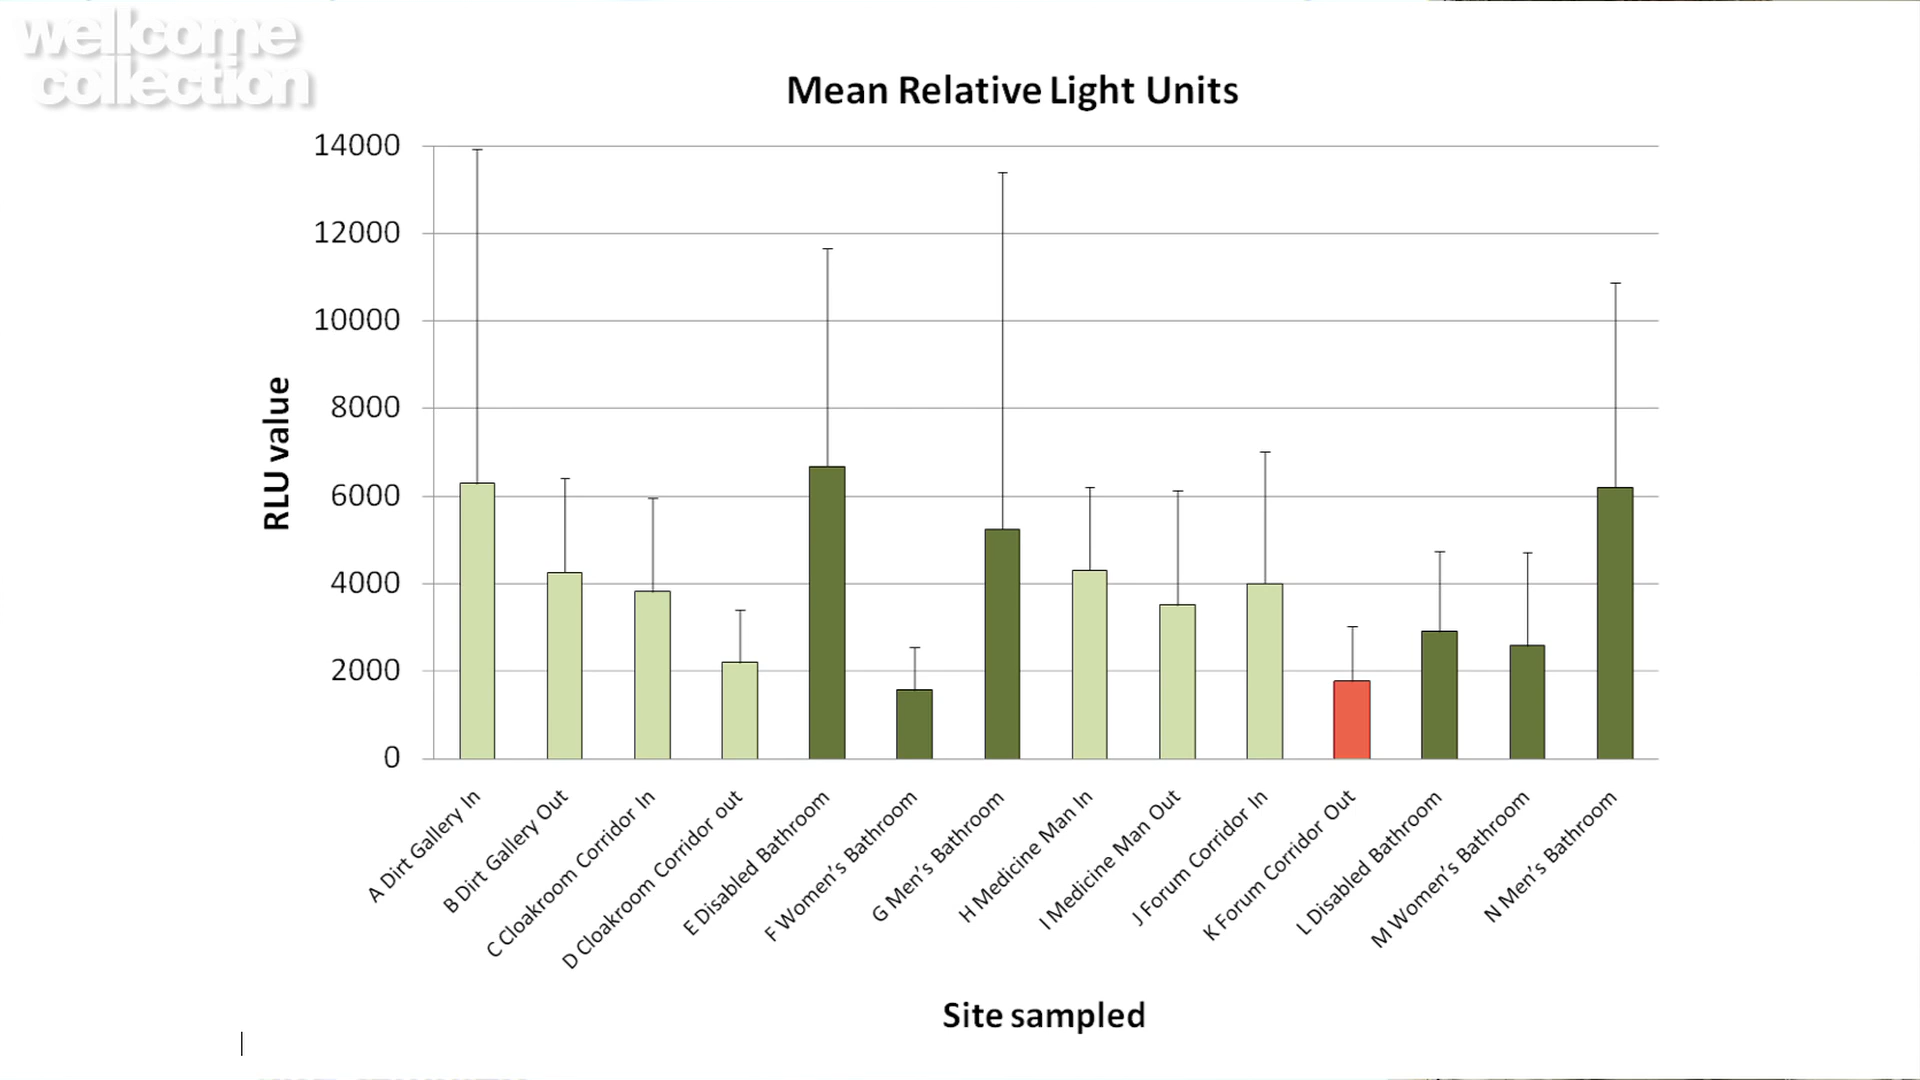 wellcome
collection
Mean Relative Light Units
14000
12000
10000
8000
6000
4000
2000
0
RLU value
A Dirt Gallery In
B Dirt Gallery Out
C Cloakroom Corridor In
D Cloakroom Corridor out
E Disabled Bathroom
F Women's Bathroom
G Men's Bathroom
H Medicine Man In
I Medicine Man Out
J Forum Corridor In
K Forum Corridor Out
L Disabled Bathroom
M Women's Bathroom
N Men's Bathroom
Site sampled